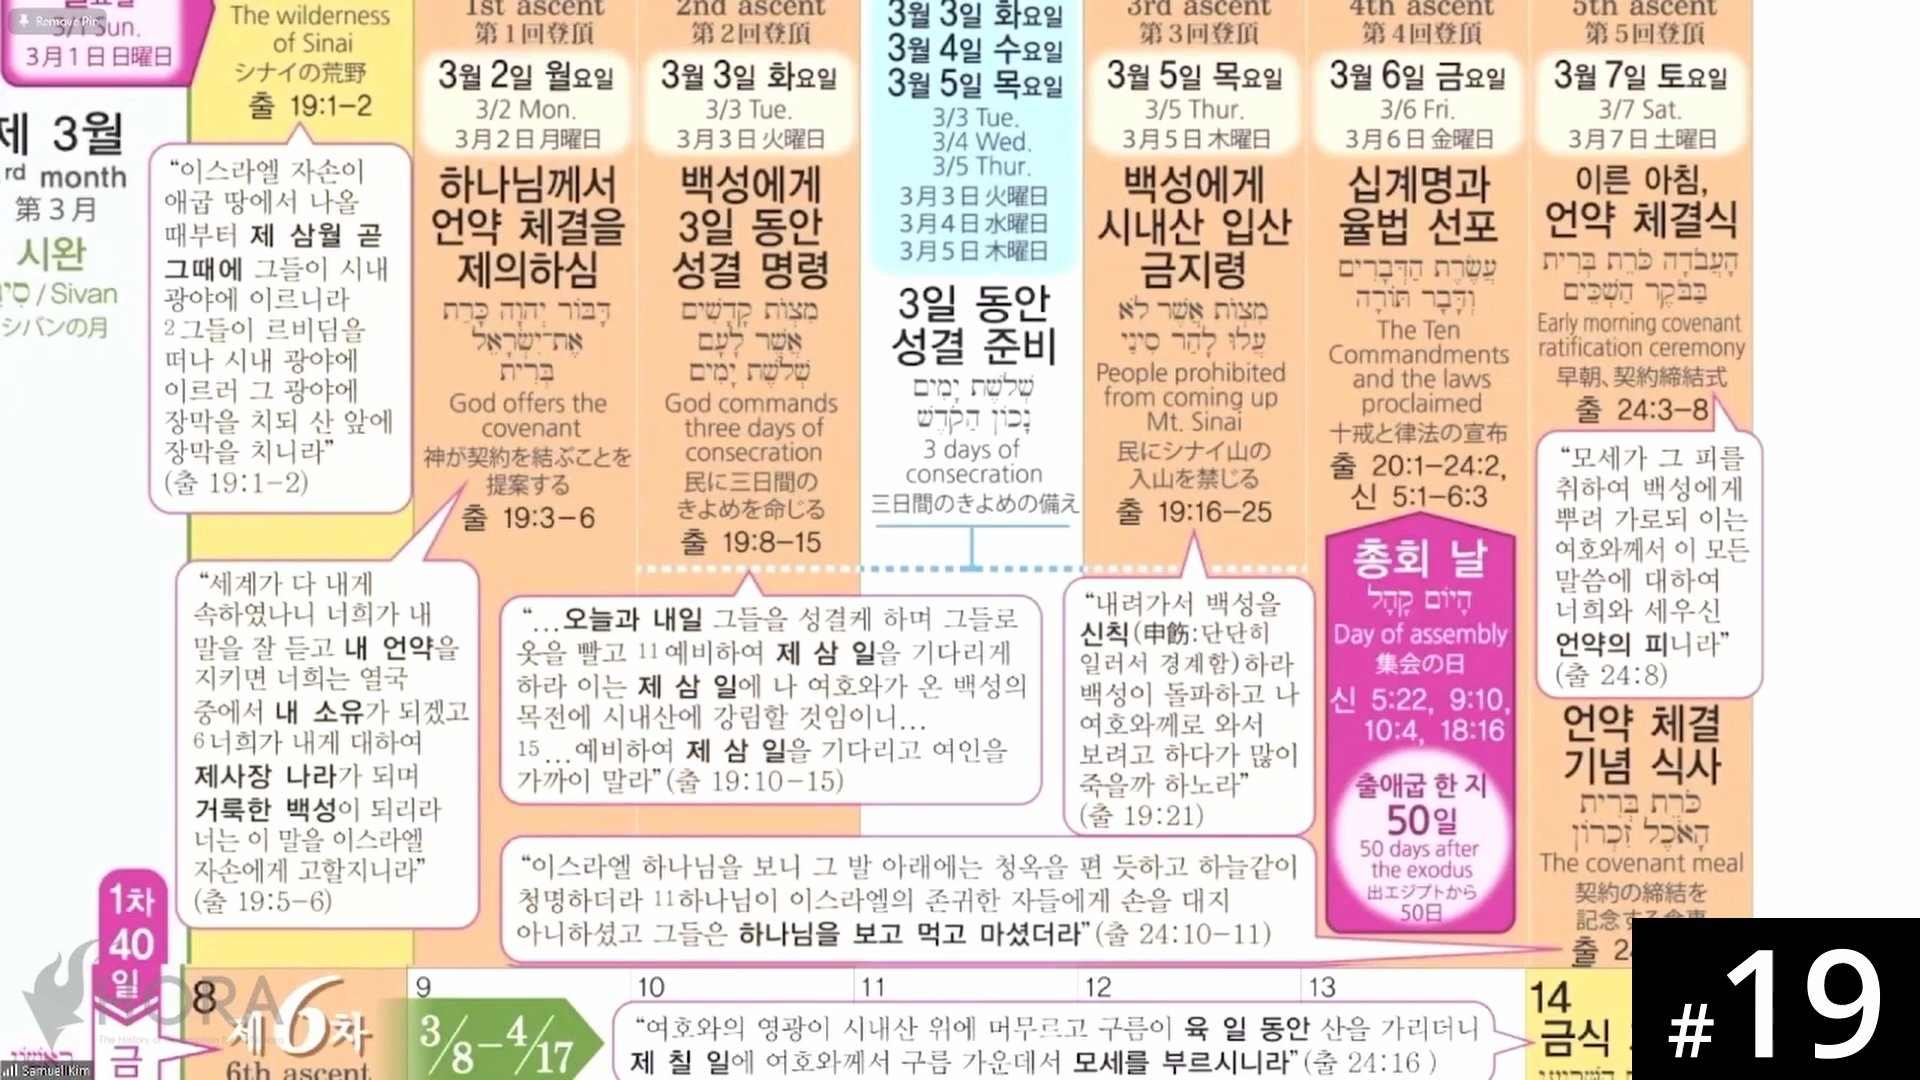 Remove Pin
3/1 Sun.
3月1日 日曜日
제 3월
rd month
第3月
시완
/ Sivan
シバンの月
The wilderness
of Sinai
シナイの荒野
출 19:1-2
“이스라엘 자손이
애굽 땅에서 나올
때부터 제 삼월 곧
그때에 그들이 시내
광야에 이르니라
2 그들이 르비딤을
떠나 시내 광야에
이르러 그 광야에
장막을 치되 산 앞에
장막을 치니라”
(출 19:1-2)
1st ascent
第1回登頂
3월 2일 월요일
3/2 Mon.
3月2日 月曜日
하나님께서
언약 체결을
제의하심
דָּבוֹר יְהוָה כָּרַת
אֶת־יִשְׂרָאֵל
בְּרִית
God offers the
covenant
神が契約を結ぶことを
提案する
출 19:3-6
“세계가 다 내게
속하였나니 너희가 내
말을 잘 듣고 내 언약을
지키면 너희는 열국
중에서 내 소유가 되겠고
6 너희가 내게 대하여
제사장 나라가 되며
거룩한 백성이 되리라
너는 이 말을 이스라엘
자손에게 고할지니라”
(출 19:5-6)
2nd ascent
第2回登頂
3월 3일 화요일
3/3 Tue.
3月3日 火曜日
백성에게
3일 동안
성결 명령
מִצְוֹת קָדָשִׁים
אֲשֶׁר לָעָם
שְׁלֹשֶׁת יָמִים
God commands
three days of
consecration
民に三日間の
きよめを命じる
출 19:8-15
3월 3일 화요일
3월 4일 수요일
3월 5일 목요일
3/3 Tue.
3/4 Wed.
3/5 Thur.
3月3日 火曜日
3月4日 水曜日
3月5日 木曜日
3일 동안
성결 준비
שְׁלֹשֶׁת יָמִים
נָכוֹן הַקֹּדֶשׁ
3 days of
consecration
三日間のきよめの備え
“…오늘과 내일 그들을 성결케 하며 그들로
옷을 빨고 11 예비하여 제 삼 일을 기다리게
하라 이는 제 삼 일에 나 여호와가 온 백성의
목전에 시내산에 강림할 것임이니…
15 …예비하여 제 삼 일을 기다리고 여인을
가까이 말라”(출 19:10-15)
3rd ascent
第3回登頂
3월 5일 목요일
3/5 Thur.
3月5日 木曜日
백성에게
시내산 입산
금지령
מִצְוֹת אֲשֶׁר לֹא
עֲלוּ לָהַר סִינַי
People prohibited
from coming up
Mt. Sinai
民にシナイ山の
入山を禁じる
출 19:16-25
“내려가서 백성을
신칙(申飭:단단히
일러서 경계함)하라
백성이 돌파하고 나
여호와께로 와서
보려고 하다가 많이
죽을까 하노라”
(출 19:21)
4th ascent
第4回登頂
3월 6일 금요일
3/6 Fri.
3月6日 金曜日
십계명과
율법 선포
עֲשֶׂרֶת הַדְּבָרִים
וְדָבָר תּוֹרָה
The Ten
Commandments
and the laws
proclaimed
十戒と律法の宣布
출 20:1-24:2,
신 5:1-6:3
총회 날
הַיּוֹם קָהָל
Day of assembly
集会の日
신 5:22, 9:10,
10:4, 18:16
출애굽 한 지
50일
50 days after
the exodus
出エジプトから
50日
5th ascent
第5回登頂
3월 7일 토요일
3/7 Sat.
3月7日 土曜日
이른 아침,
언약 체결식
הָעֲבֹדָה כֹּרֵת בְּרִית
בַּבֹּקֶר הַשְׁכֵּים
Early morning covenant
ratification ceremony
早朝、契約締結式
출 24:3-8
“모세가 그 피를
취하여 백성에게
뿌려 가로되 이는
여호와께서 이 모든
말씀에 대하여
너희와 세우신
언약의 피니라”
(출 24:8)
언약 체결
기념 식사
כֹּרֵת בְּרִית
הָאֹכֶל זִכְרוֹן
The covenant meal
契約の締結を
출 2
“이스라엘 하나님을 보니 그 발 아래에는 청옥을 편 듯하고 하늘같이
청명하더라 11 하나님이 이스라엘의 존귀한 자들에게 손을 대지
아니하셨고 그들은 하나님을 보고 먹고 마셨더라”(출 24:10-11)
1차
40
일
금
HORA
Samuel Kim
8
제6차
6th ascent
9
3/8-4/17
10
11
12
13
14
금식
“여호와의 영광이 시내산 위에 머무르고 구름이 육 일 동안 산을 가리더니
제 칠 일에 여호와께서 구름 가운데서 모세를 부르시니라”(출 24:16 )
#19